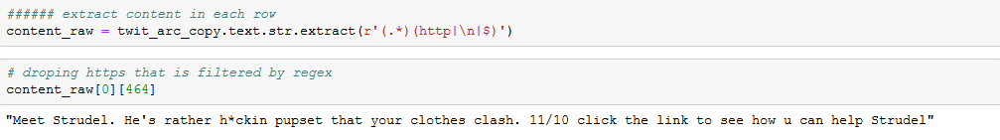 ###### extract content in each row
content_raw = twit_arc_copy.text.str.extract(r'(.*)(http|\n|$)')
# droping https that is filtered by regex
content_raw[0][464]
"Meet Strudel. He's rather h*ckin pupset that your clothes clash. 11/10 click the link to see how u can help Strudel"